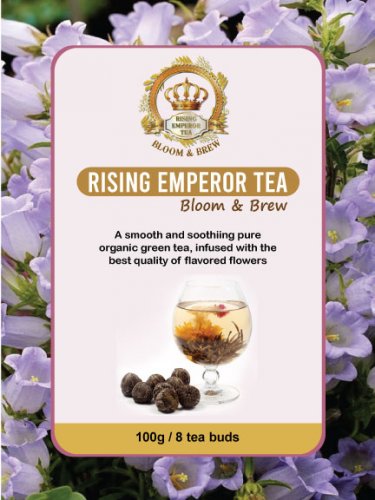 RISING
EMPEROR
TEA
BLOOM & BREW
RISING EMPEROR TEA
Bloom & Brew
A smooth and soothiing pure
organic green tea, infused with the
best quality of flavored flowers
100g / 8 tea buds